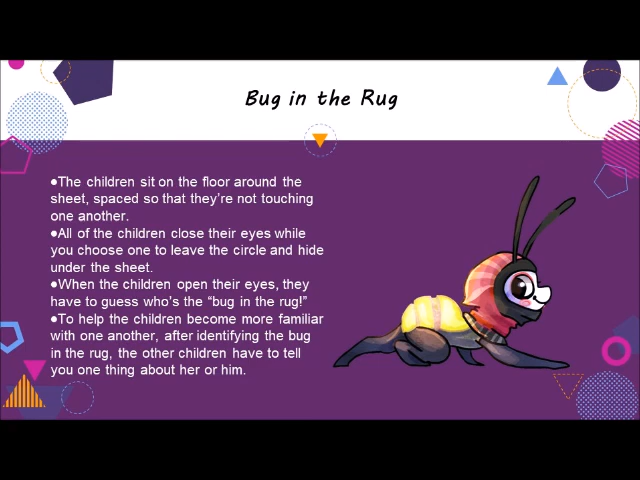 Bug in the Rug
●The children sit on the floor around the
sheet, spaced so that they're not touching
one another.
●All of the children close their eyes while
you choose one to leave the circle and hide
under the sheet.
●When the children open their eyes, they
have to guess who's the “bug in the rug!”
●To help the children become more familiar
with one another, after identifying the bug
in the rug, the other children have to tell
you one thing about her or him.